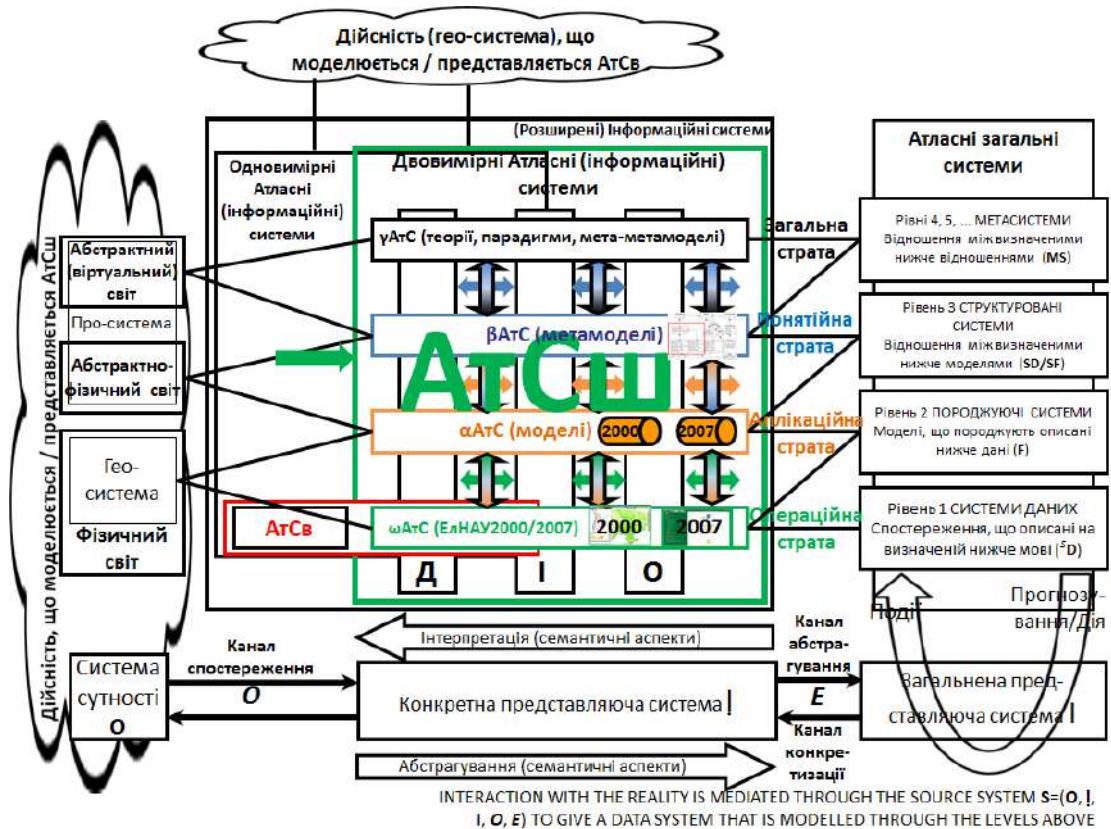 Дійсність (гео-система), що
моделюється / представляється АтСв
(Розширені) Інформаційні системи
Одновимірні
Атласні
(інформаційні)
системи
Двовимірні Атласні (інформаційні)
системи
Атласні загальні
системи
Дійсність, що моделюється / представляється АтСш
Абстрактний
(віртуальний)
світ
Про-система
Абстрактно-
фізичний світ
Гео-
система
Фізичний
світ
γАтС (теорії, парадигми, мета-метамоделі)
Загальна
страта
βАтС (метамоделі)
Понятійна
страта
АтСш
αАтС (моделі)
2000
2007
Аплікаційна
страта
АтСв
ωАтС (ЕлНАУ2000/2007)
2000
2007
Операційна
страта
Д
І
О
Рівні 4, 5, ... МЕТАСИСТЕМИ
Відношення міжвизначеними
нижче відношеннями (MS)
Рівень 3 СТРУКТУРОВАНІ
СИСТЕМИ
Відношення міжвизначеними
нижче моделями (SD/SF)
Рівень 2 ПОРОДЖУЮЧІ СИСТЕМИ
Моделі, що породжують описані
нижче дані (F)
Рівень 1 СИСТЕМИ ДАНИХ
Спостереження, що описані на
визначеній нижче мові (ˢD)
Події
Прогнозу-
вання/Дія
Інтерпретація (семантичні аспекти)
Канал
спостереження
O
Канал
абстра-
гування
E
Канал
конкре-
тизації
Система
сутності
O
Конкретна представляюча система Į
Загальнена пред-
ставляюча система I
Абстрагування (семантичні аспекти)
INTERACTION WITH THE REALITY IS MEDIATED THROUGH THE SOURCE SYSTEM S=(O, Į,
I, O, E) TO GIVE A DATA SYSTEM THAT IS MODELLED THROUGH THE LEVELS ABOVE